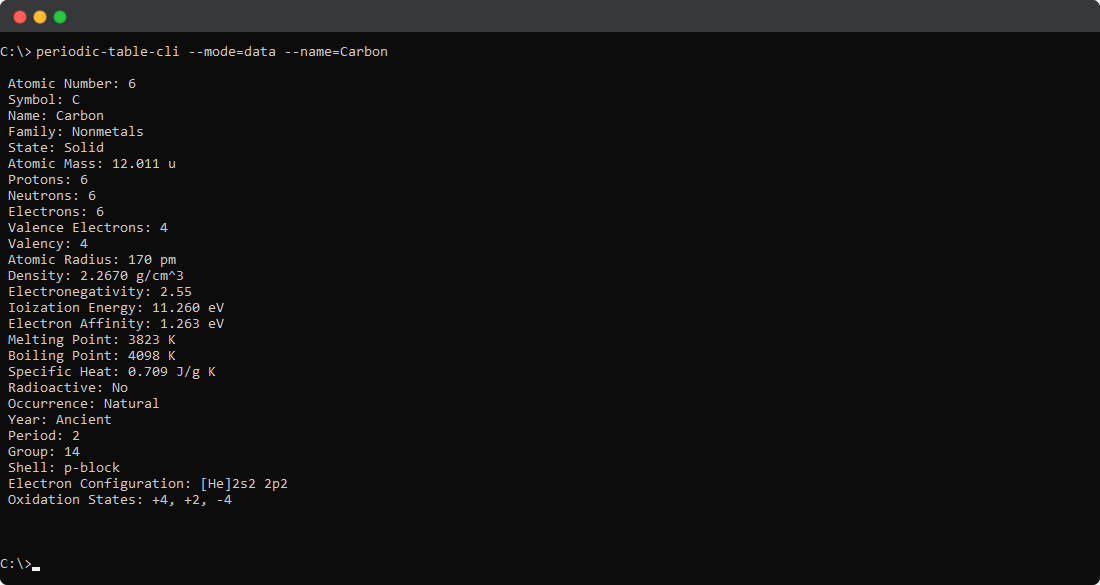 C:\> periodic-table-cli --mode=data --name=Carbon
Atomic Number: 6
Symbol: C
Name: Carbon
Family: Nonmetals
State: Solid
Atomic Mass: 12.011 u
Protons: 6
Neutrons: 6
Electrons: 6
Valence Electrons: 4
Valency: 4
Atomic Radius: 170 pm
Density: 2.2670 g/cm^3
Electronegativity: 2.55
Ioization Energy: 11.260 eV
Electron Affinity: 1.263 eV
Melting Point: 3823 K
Boiling Point: 4098 K
Specific Heat: 0.709 J/g K
Radioactive: No
Occurrence: Natural
Year: Ancient
Period: 2
Group: 14
Shell: p-block
Electron Configuration: [He]2s2 2p2
Oxidation States: +4, +2, -4
C:\>